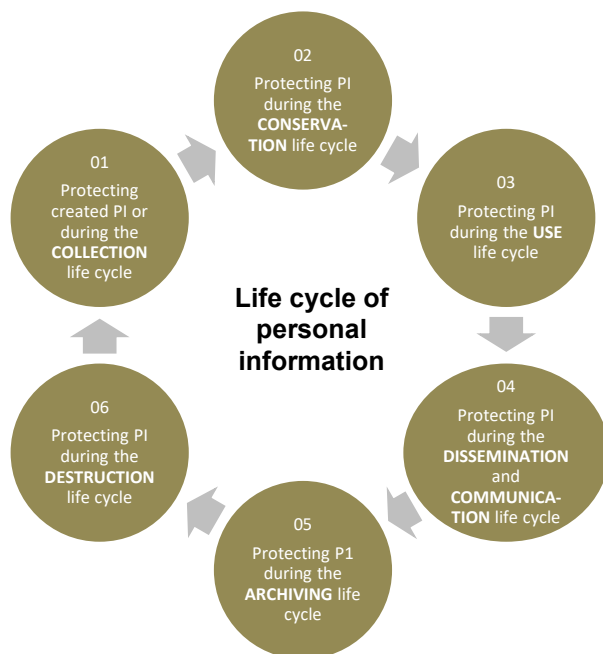 01
Protecting
created PI or
during the
COLLECTION
life cycle
02
Protecting PI
during the
CONSERVA-
TION life cycle
03
Protecting PI
during the USE
life cycle
04
Protecting PI
during the
DISSEMINATION
and
COMMUNICA-
TION life cycle
05
Protecting P1
during the
ARCHIVING life
cycle
06
Protecting PI
during the
DESTRUCTION
life cycle
Life cycle of
personal
information